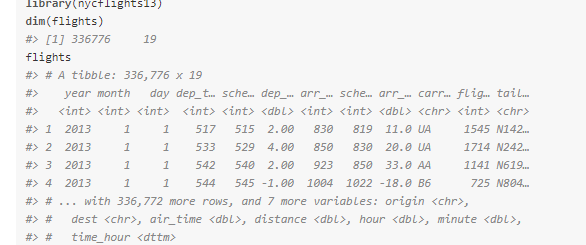 library(nycflights13)
dim(flights)
#> [1] 336776     19
flights
#> # A tibble: 336,776 x 19
#>    year month   day dep_t… sche… dep_… arr_… sche… arr_… carr… flig… tail…
#>   <int> <int> <int>  <int> <int> <dbl> <int> <int> <dbl> <chr> <int> <chr>
#> 1  2013     1     1    517   515  2.00   830   819  11.0 UA     1545 N142…
#> 2  2013     1     1    533   529  4.00   850   830  20.0 UA     1714 N242…
#> 3  2013     1     1    542   540  2.00   923   850  33.0 AA     1141 N619…
#> 4  2013     1     1    544   545 -1.00  1004  1022 -18.0 B6      725 N804…
#> # ... with 336,772 more rows, and 7 more variables: origin <chr>,
#> #   dest <chr>, air_time <dbl>, distance <dbl>, hour <dbl>, minute <dbl>,
#> #   time_hour <dttm>